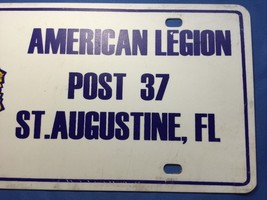 AMERICAN LEGION
POST 37
ST.AUGUSTINE, FL